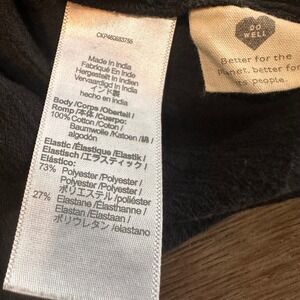 Made In India
Fabriqué En Inde
Hergestellt In Indien
Vervaardigd In India
インド製
hecho en India
Body/Corps/Oberteil/
Romp/本体/Cuerpo:
100% Cotton/Coton/
Baumwolle/Katoen/綿/
algodón
Elastic/Élastique/Elastik/
Elastisch/エラスティック/
Elástico:
73% Polyester/Polyester/
Polyester/Polyester/
ポリエステル/poliéster
27% Elastane/Élasthanne/
Elastan/Elastaan/
ポリウレタン/elastano
DO
WELL
Better for the
planet, better for
its people.